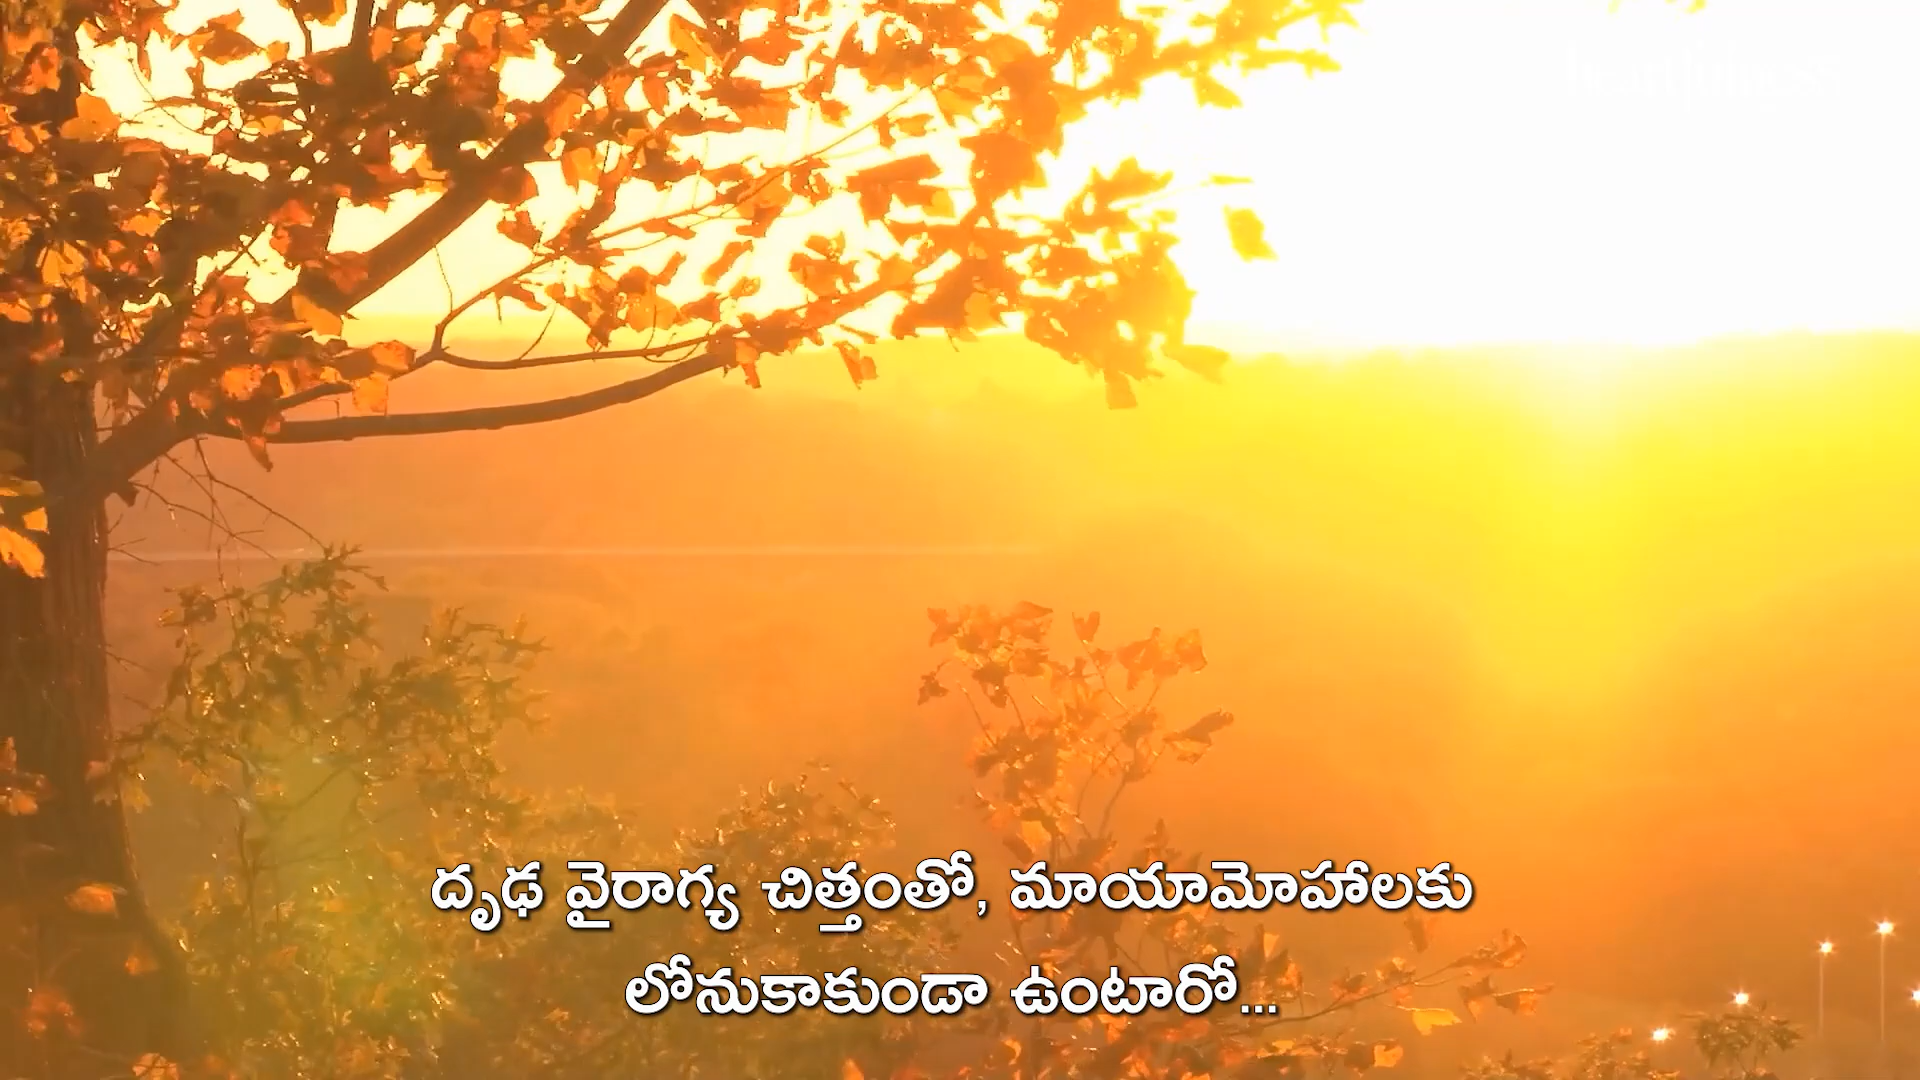 దృఢ వైరాగ్య చిత్తంతో, మాయామోహాలకు
లోనుకాకుండా ఉంటారో...